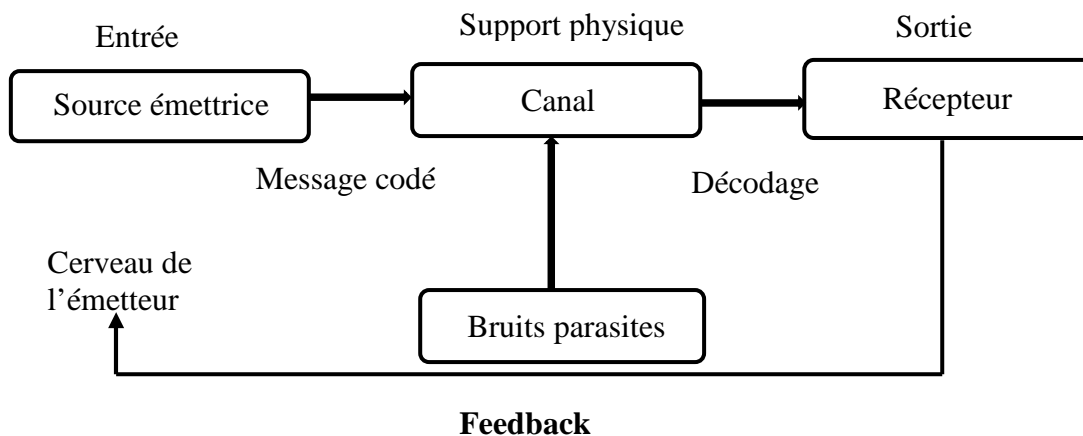 Entrée
Support physique
Sortie
Source émettrice
Canal
Récepteur
Message codé
Décodage
Cerveau de
l’émetteur
Bruits parasites
Feedback